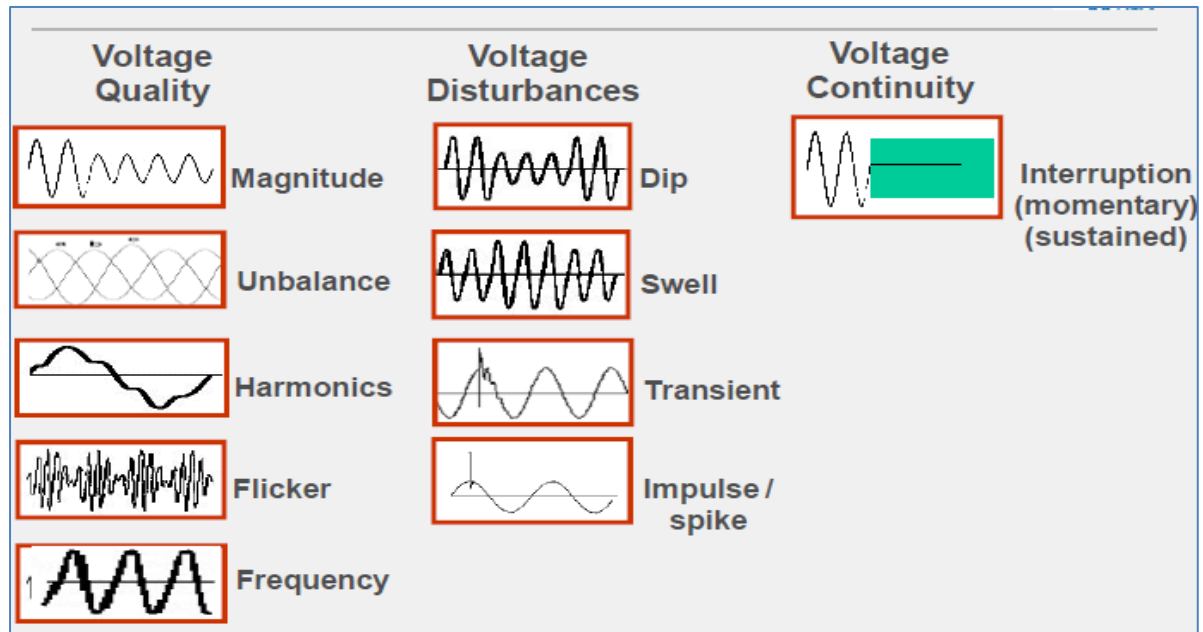 Voltage
Quality
Magnitude
Unbalance
Harmonics
Flicker
1
Frequency
Voltage
Disturbances
Dip
Swell
Transient
Impulse /
spike
Voltage
Continuity
Interruption
(momentary)
(sustained)